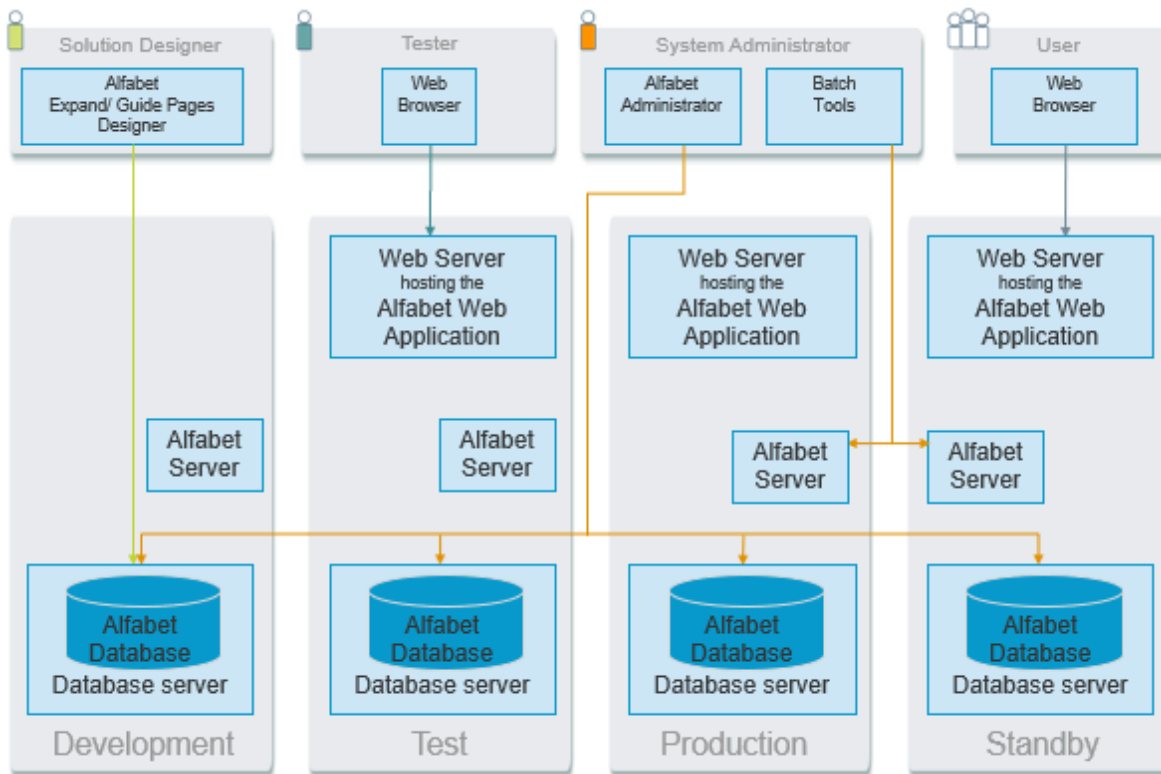 Solution Designer
Alfabet
Expand/ Guide Pages
Designer
Tester
Web
Browser
System Administrator
Alfabet
Administrator
Batch
Tools
User
Web
Browser
Web Server
hosting the
Alfabet Web
Application
Web Server
hosting the
Alfabet Web
Application
Web Server
hosting the
Alfabet Web
Application
Alfabet
Server
Alfabet
Server
Alfabet
Server
Alfabet
Server
Alfabet
Database
Database server
Development
Alfabet
Database
Database server
Test
Alfabet
Database
Database server
Production
Alfabet
Database
Database server
Standby